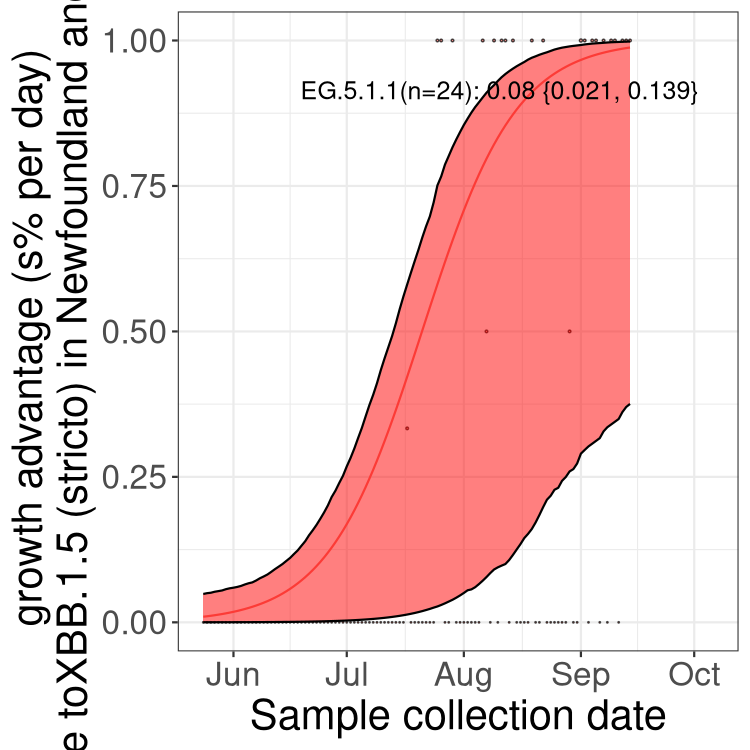 growth advantage (s% per day)
e toXBB.1.5 (stricto) in Newfoundland and
1.00
0.75
0.50
0.25
0.00
EG.5.1.1(n=24): 0.08 {0.021, 0.139}
Jun Jul Aug Sep Oct
Sample collection date